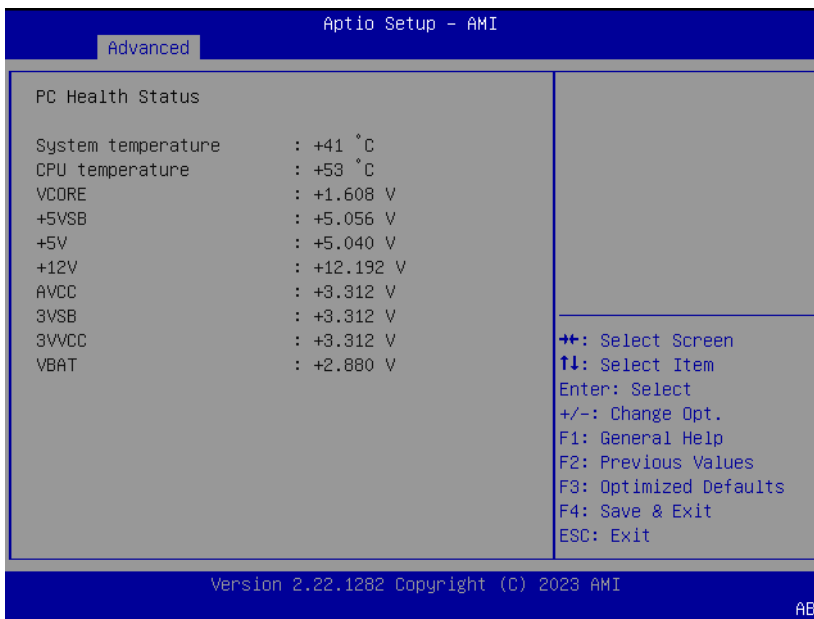 Aptio Setup - AMI
Advanced
PC Health Status
System temperature : +41 °C
CPU temperature : +53 °C
VCORE : +1.608 V
+5VSB : +5.056 V
+5V : +5.040 V
+12V : +12.192 V
AVCC : +3.312 V
3VSB : +3.312 V
3VVCC : +3.312 V
VBAT : +2.880 V
→←: Select Screen
↑↓: Select Item
Enter: Select
+/-: Change Opt.
F1: General Help
F2: Previous Values
F3: Optimized Defaults
F4: Save & Exit
ESC: Exit
Version 2.22.1282 Copyright (C) 2023 AMI
AB